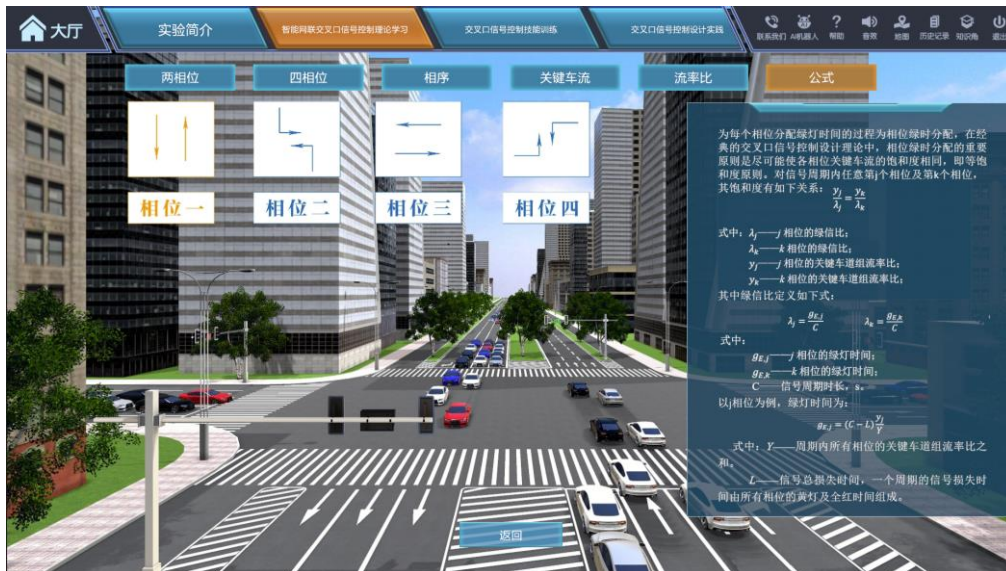 大厅
实验简介
智能网联交叉口信号控制理论学习
交叉口信号控制技能训练
交叉口信号控制设计实践
联系我们
AI机器人
帮助
音效
地图
历史记录
知识角
退出
两相位
四相位
相序
关键车流
流率比
公式
相位一
相位二
相位三
相位四
为每个相位分配绿灯时间的过程为相位绿时分配，在经
典的交叉口信号控制设计理论中，相位绿时分配的重要
原则是尽可能使各相位关键车流的饱和度相同，即等饱
和度原则。对信号周期内任意第j个相位及第k个相位，
其饱和度有如下关系： y_j/λ_j = y_k/λ_k
式中：λ_j——j 相位的绿信比；
λ_k——k 相位的绿信比；
y_j——j 相位的关键车道组流率比；
y_k——k 相位的关键车道组流率比；
其中绿信比定义如下式：
λ_j = g_{E,j}/C λ_k = g_{E,k}/C
式中：
g_{E,j}——j 相位的绿灯时间；
g_{E,k}——k 相位的绿灯时间；
C——信号周期时长，s。
以j相位为例，绿灯时间为：
g_{E,j} = (C − L) y_j/Y
式中：Y——周期内所有相位的关键车道组流率比之
和。
L——信号总损失时间，一个周期的信号损失时
间由所有相位的黄灯及全红时间组成。
返回